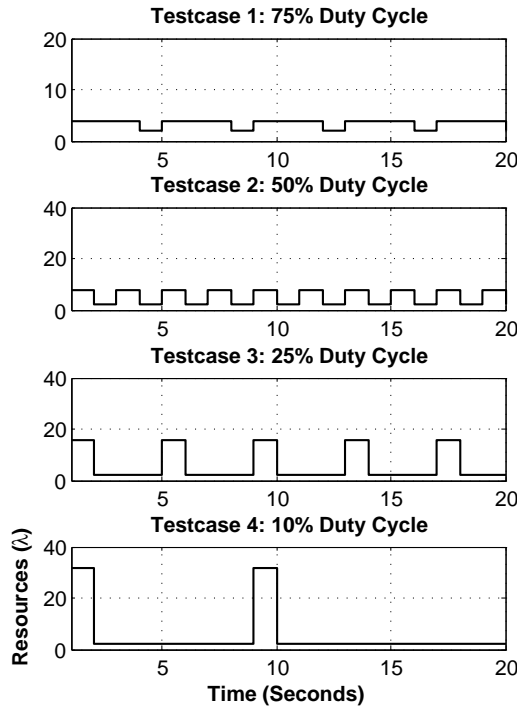 Testcase 1: 75% Duty Cycle
20
10
0
5 10 15 20
Testcase 2: 50% Duty Cycle
40
20
0
5 10 15 20
Testcase 3: 25% Duty Cycle
40
20
0
5 10 15 20
Testcase 4: 10% Duty Cycle
40
20
0
5 10 15 20
Resources (λ)
Time (Seconds)